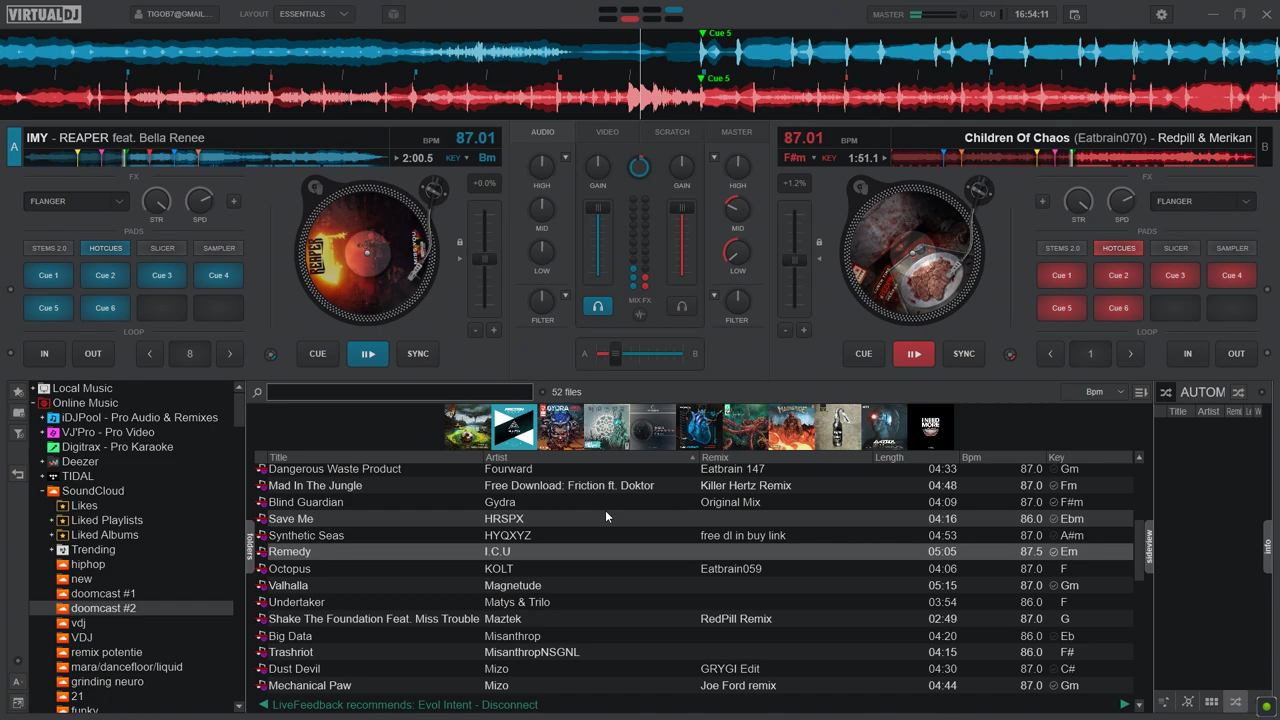 VIRTUALDJ
TIGOB7@GMAIL...
LAYOUT ESSENTIALS
MASTER
CPU
16:54:11
Cue 5
Cue 5
A
IMY - REAPER feat. Bella Renee
BPM 87.01
2:00.5 KEY Bm
FX
FLANGER
STR
SPD
+
PADS
STEMS 2.0 HOTCUES SLICER SAMPLER
Cue 1 Cue 2 Cue 3 Cue 4
Cue 5 Cue 6
LOOP
IN OUT < 8 >
+0.0%
- +
CUE SYNC
AUDIO VIDEO SCRATCH MASTER
HIGH GAIN GAIN HIGH
MID MID
LOW LOW
FILTER MIX FX FILTER
A B
87.01 BPM
Children Of Chaos (Eatbrain070) - Redpill & Merikan
F#m KEY 1:51.1
B
+1.2%
- +
CUE SYNC
FX
+
STR
SPD
FLANGER
PADS
STEMS 2.0 HOTCUES SLICER SAMPLER
Cue 1 Cue 2 Cue 3 Cue 4
Cue 5 Cue 6
LOOP
< 1 > IN OUT
Local Music
Online Music
iDJPool - Pro Audio & Remixes
VJ'Pro - Pro Video
Digitrax - Pro Karaoke
Deezer
TIDAL
SoundCloud
Likes
Liked Playlists
Liked Albums
Trending
hiphop
new
doomcast #1
doomcast #2
vdj
VDJ
remix potentie
mara/dancefloor/liquid
grinding neuro
21
funky
folders
52 files
Bpm
Title Artist Remix Length Bpm Key
Dangerous Waste Product Fourward Eatbrain 147 04:33 87.0 Gm
Mad In The Jungle Free Download: Friction ft. Doktor Killer Hertz Remix 04:48 87.0 Fm
Blind Guardian Gydra Original Mix 04:09 87.0 F#m
Save Me HRSPX 04:16 86.0 Ebm
Synthetic Seas HYQXYZ free dl in buy link 04:53 87.0 A#m
Remedy I.C.U 05:05 87.5 Em
Octopus KOLT Eatbrain059 04:06 87.0 F
Valhalla Magnetude 05:15 87.0 Gm
Undertaker Matys & Trilo 03:54 86.0 F
Shake The Foundation Feat. Miss Trouble Maztek RedPill Remix 02:49 87.0 G
Big Data Misanthrop 04:20 86.0 Eb
Trashriot MisanthropNSGNL 04:15 86.0 F#
Dust Devil Mizo GRYGI Edit 04:30 87.0 C#
Mechanical Paw Mizo Joe Ford remix 04:44 87.0 Gm
LiveFeedback recommends: Evol Intent - Disconnect
sideview
AUTOM
Title Artist Remi
info